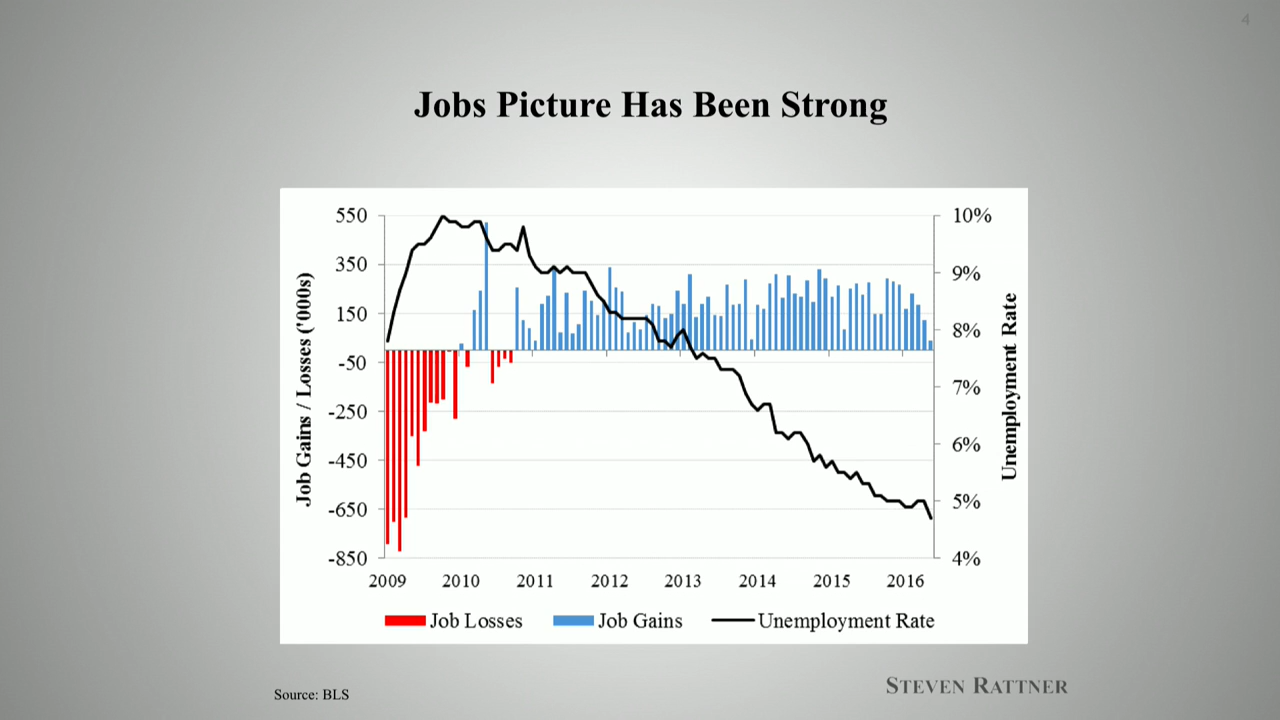 4
Jobs Picture Has Been Strong
Job Gains / Losses ('000s)
550
350
150
-50
-250
-450
-650
-850
10%
9%
8%
7%
6%
5%
4%
Unemployment Rate
2009 2010 2011 2012 2013 2014 2015 2016
Job Losses Job Gains Unemployment Rate
Source: BLS
STEVEN RATTNER